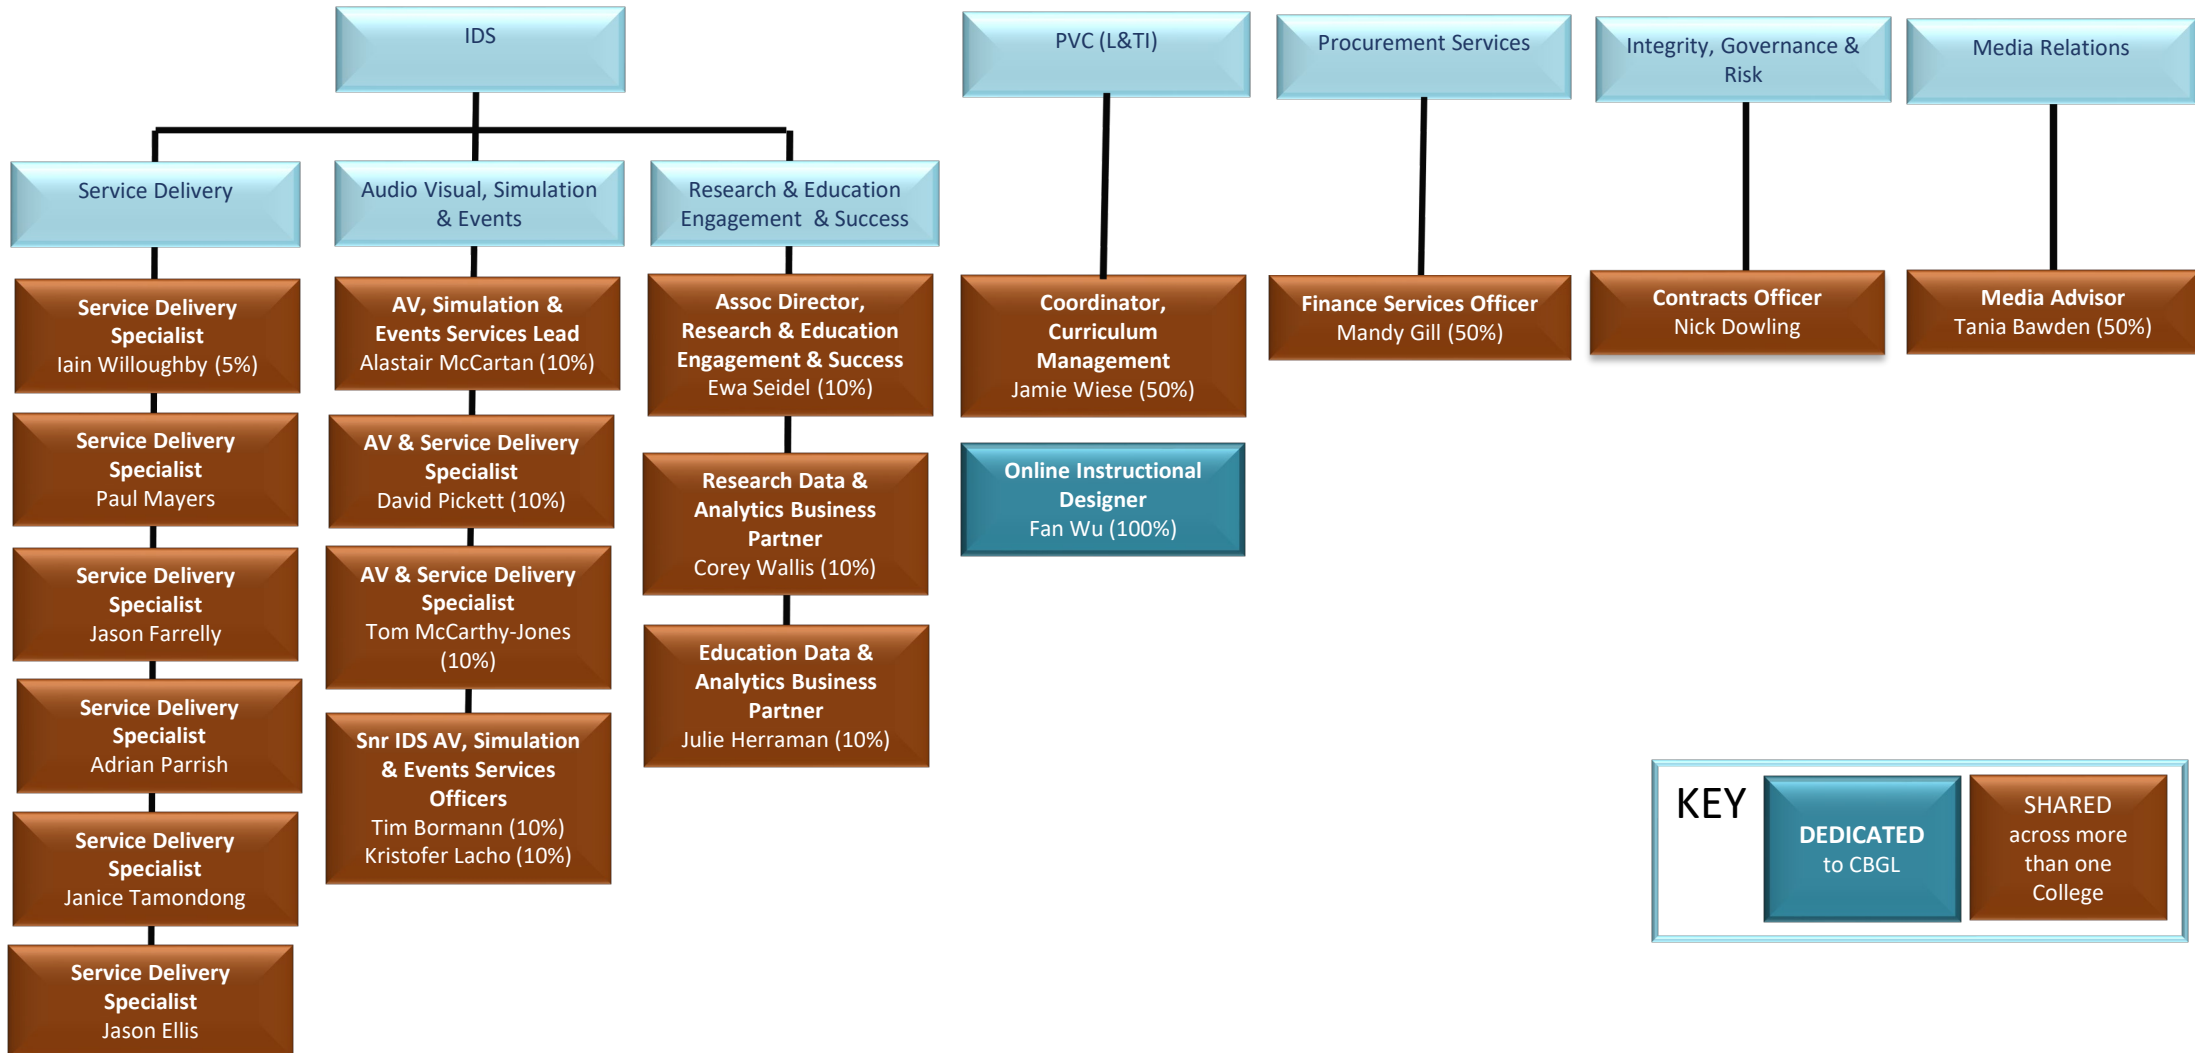 IDS
PVC (L&TI)
Procurement Services
Integrity, Governance &
Risk
Media Relations
Service Delivery
Audio Visual, Simulation
& Events
Research & Education
Engagement & Success
Service Delivery
Specialist
Iain Willoughby (5%)
Service Delivery
Specialist
Paul Mayers
Service Delivery
Specialist
Jason Farrelly
Service Delivery
Specialist
Adrian Parrish
Service Delivery
Specialist
Janice Tamondong
Service Delivery
Specialist
Jason Ellis
AV, Simulation &
Events Services Lead
Alastair McCartan (10%)
AV & Service Delivery
Specialist
David Pickett (10%)
AV & Service Delivery
Specialist
Tom McCarthy-Jones
(10%)
Snr IDS AV, Simulation
& Events Services
Officers
Tim Bormann (10%)
Kristofer Lacho (10%)
Assoc Director,
Research & Education
Engagement & Success
Ewa Seidel (10%)
Research Data &
Analytics Business
Partner
Corey Wallis (10%)
Education Data &
Analytics Business
Partner
Julie Herraman (10%)
Coordinator,
Curriculum
Management
Jamie Wiese (50%)
Online Instructional
Designer
Fan Wu (100%)
Finance Services Officer
Mandy Gill (50%)
Contracts Officer
Nick Dowling
Media Advisor
Tania Bawden (50%)
KEY
DEDICATED
to CBGL
SHARED
across more
than one
College